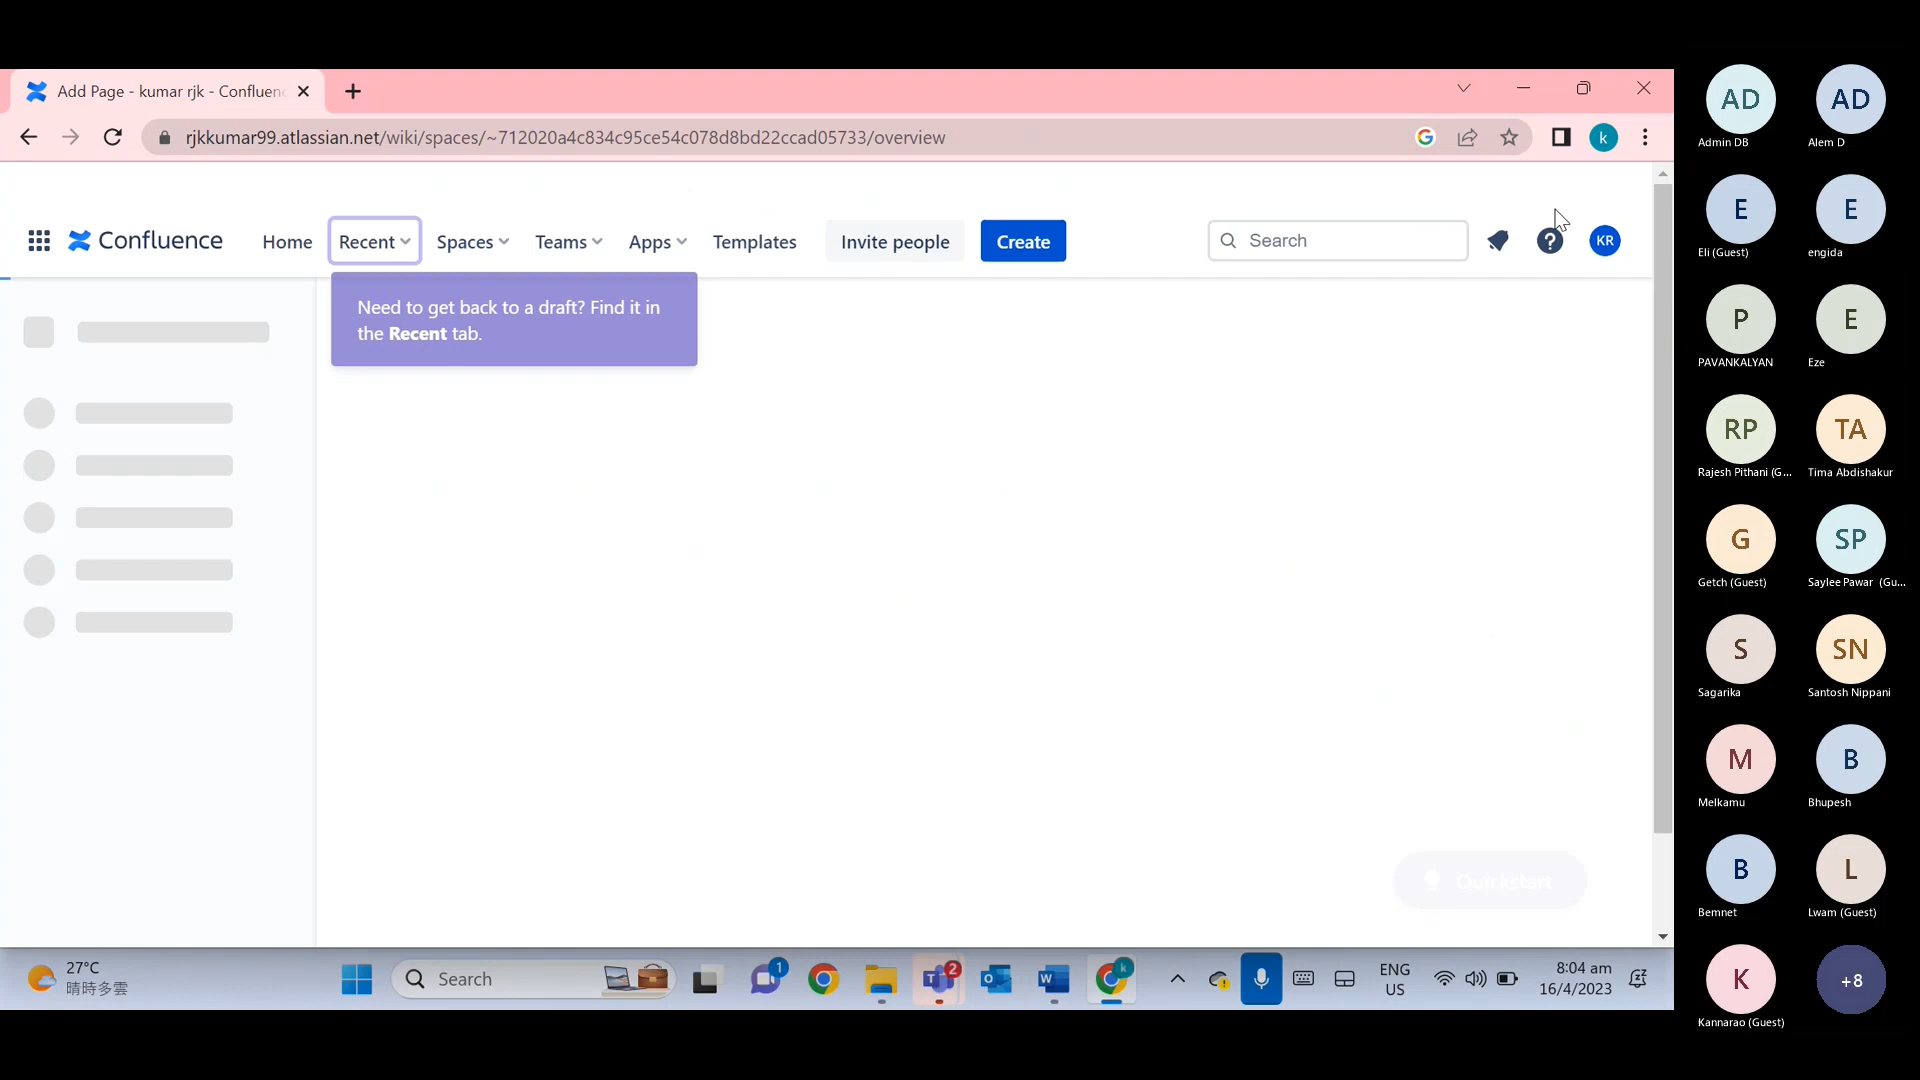 Add Page - kumar rjk - Confluen
rjkkumar99.atlassian.net/wiki/spaces/~712020a4c834c95ce54c078d8bd22ccad05733/overview
k
Confluence
Home
Recent
Spaces
Teams
Apps
Templates
Invite people
Create
Search
KR
Need to get back to a draft? Find it in
the Recent tab.
Quickstart
27°C
晴時多雲
Search
1
2
k
ENG
US
8:04 am
16/4/2023
AD
Admin DB
AD
Alem D
E
Eli (Guest)
E
engida
P
PAVANKALYAN
E
Eze
RP
Rajesh Pithani (G...
TA
Tima Abdishakur
G
Getch (Guest)
SP
Saylee Pawar (Gu...
S
Sagarika
SN
Santosh Nippani
M
Melkamu
B
Bhupesh
B
Bemnet
L
Lwam (Guest)
K
Kannarao (Guest)
+8